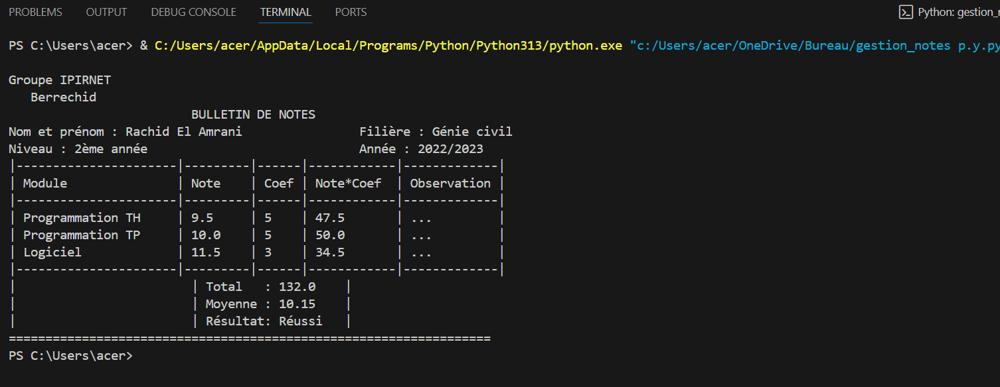 PROBLEMS OUTPUT DEBUG CONSOLE TERMINAL PORTS Python: gestion_
PS C:\Users\acer> & C:/Users/acer/AppData/Local/Programs/Python/Python313/python.exe "c:/Users/acer/OneDrive/Bureau/gestion_notes p.y.py
Groupe IPIRNET
   Berrechid
                         BULLETIN DE NOTES
Nom et prénom : Rachid El Amrani                Filière : Génie civil
Niveau : 2ème année                             Année : 2022/2023
|----------------------|---------|------|------------|-------------|
| Module               | Note    | Coef | Note*Coef  | Observation |
|----------------------|---------|------|------------|-------------|
| Programmation TH     | 9.5     | 5    | 47.5       | ...         |
| Programmation TP     | 10.0    | 5    | 50.0       | ...         |
| Logiciel             | 11.5    | 3    | 34.5       | ...         |
|----------------------|---------|------|------------|-------------|
|                        | Total   : 132.0    |
|                        | Moyenne : 10.15    |
|                        | Résultat: Réussi   |
==================================================================
PS C:\Users\acer>